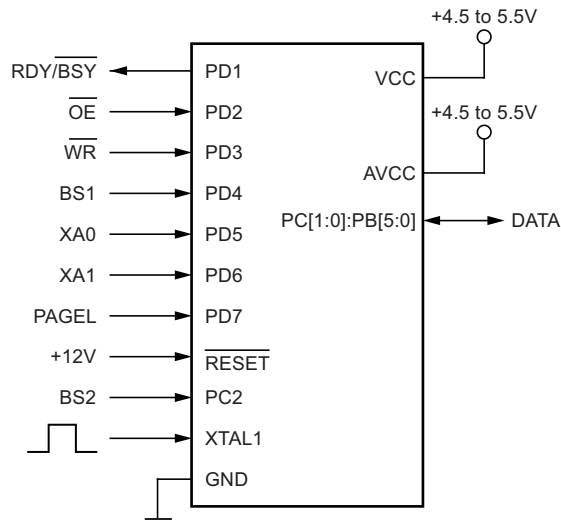 +4.5 to 5.5V
RDY/BSY PD1 VCC
OE PD2 +4.5 to 5.5V
WR PD3
AVCC
BS1 PD4
PC[1:0]:PB[5:0] DATA
XA0 PD5
XA1 PD6
PAGEL PD7
+12V RESET
BS2 PC2
XTAL1
GND